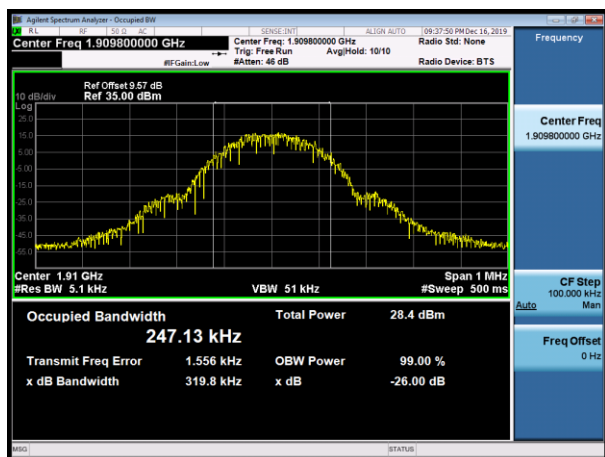 Agilent Spectrum Analyzer - Occupied BW
RL RF 50 Ω AC SENSE:INT ALIGN AUTO 09:37:50 PM Dec 16, 2019
Center Freq 1.909800000 GHz
Center Freq: 1.909800000 GHz Radio Std: None
Trig: Free Run Avg|Hold: 10/10
#IFGain:Low #Atten: 46 dB Radio Device: BTS
Frequency
Ref Offset 9.57 dB
10 dB/div Ref 35.00 dBm
Log
25.0
15.0
5.00
-5.00
-15.0
-25.0
-35.0
-45.0
-55.0
Center 1.91 GHz Span 1 MHz
#Res BW 5.1 kHz VBW 51 kHz #Sweep 500 ms
Occupied Bandwidth Total Power 28.4 dBm
247.13 kHz
Transmit Freq Error 1.556 kHz OBW Power 99.00 %
x dB Bandwidth 319.8 kHz x dB -26.00 dB
Center Freq
1.909800000 GHz
CF Step
100.000 kHz
Auto Man
Freq Offset
0 Hz
MSG STATUS